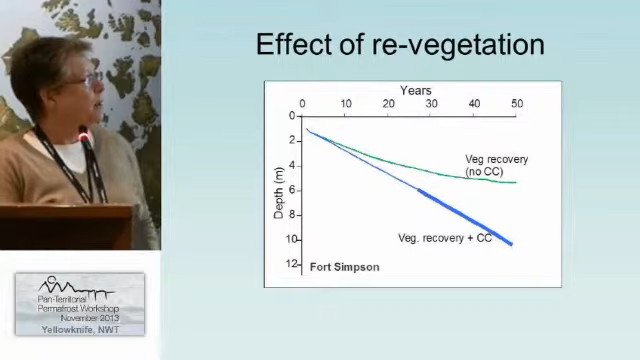 Effect of re-vegetation
Years
0 10 20 30 40 50
0
2
4
6
8
10
12
Depth (m)
Veg recovery
(no CC)
Veg. recovery + CC
Fort Simpson
Pan-Territorial
Permafrost Workshop
November 2013
Yellowknife, NWT